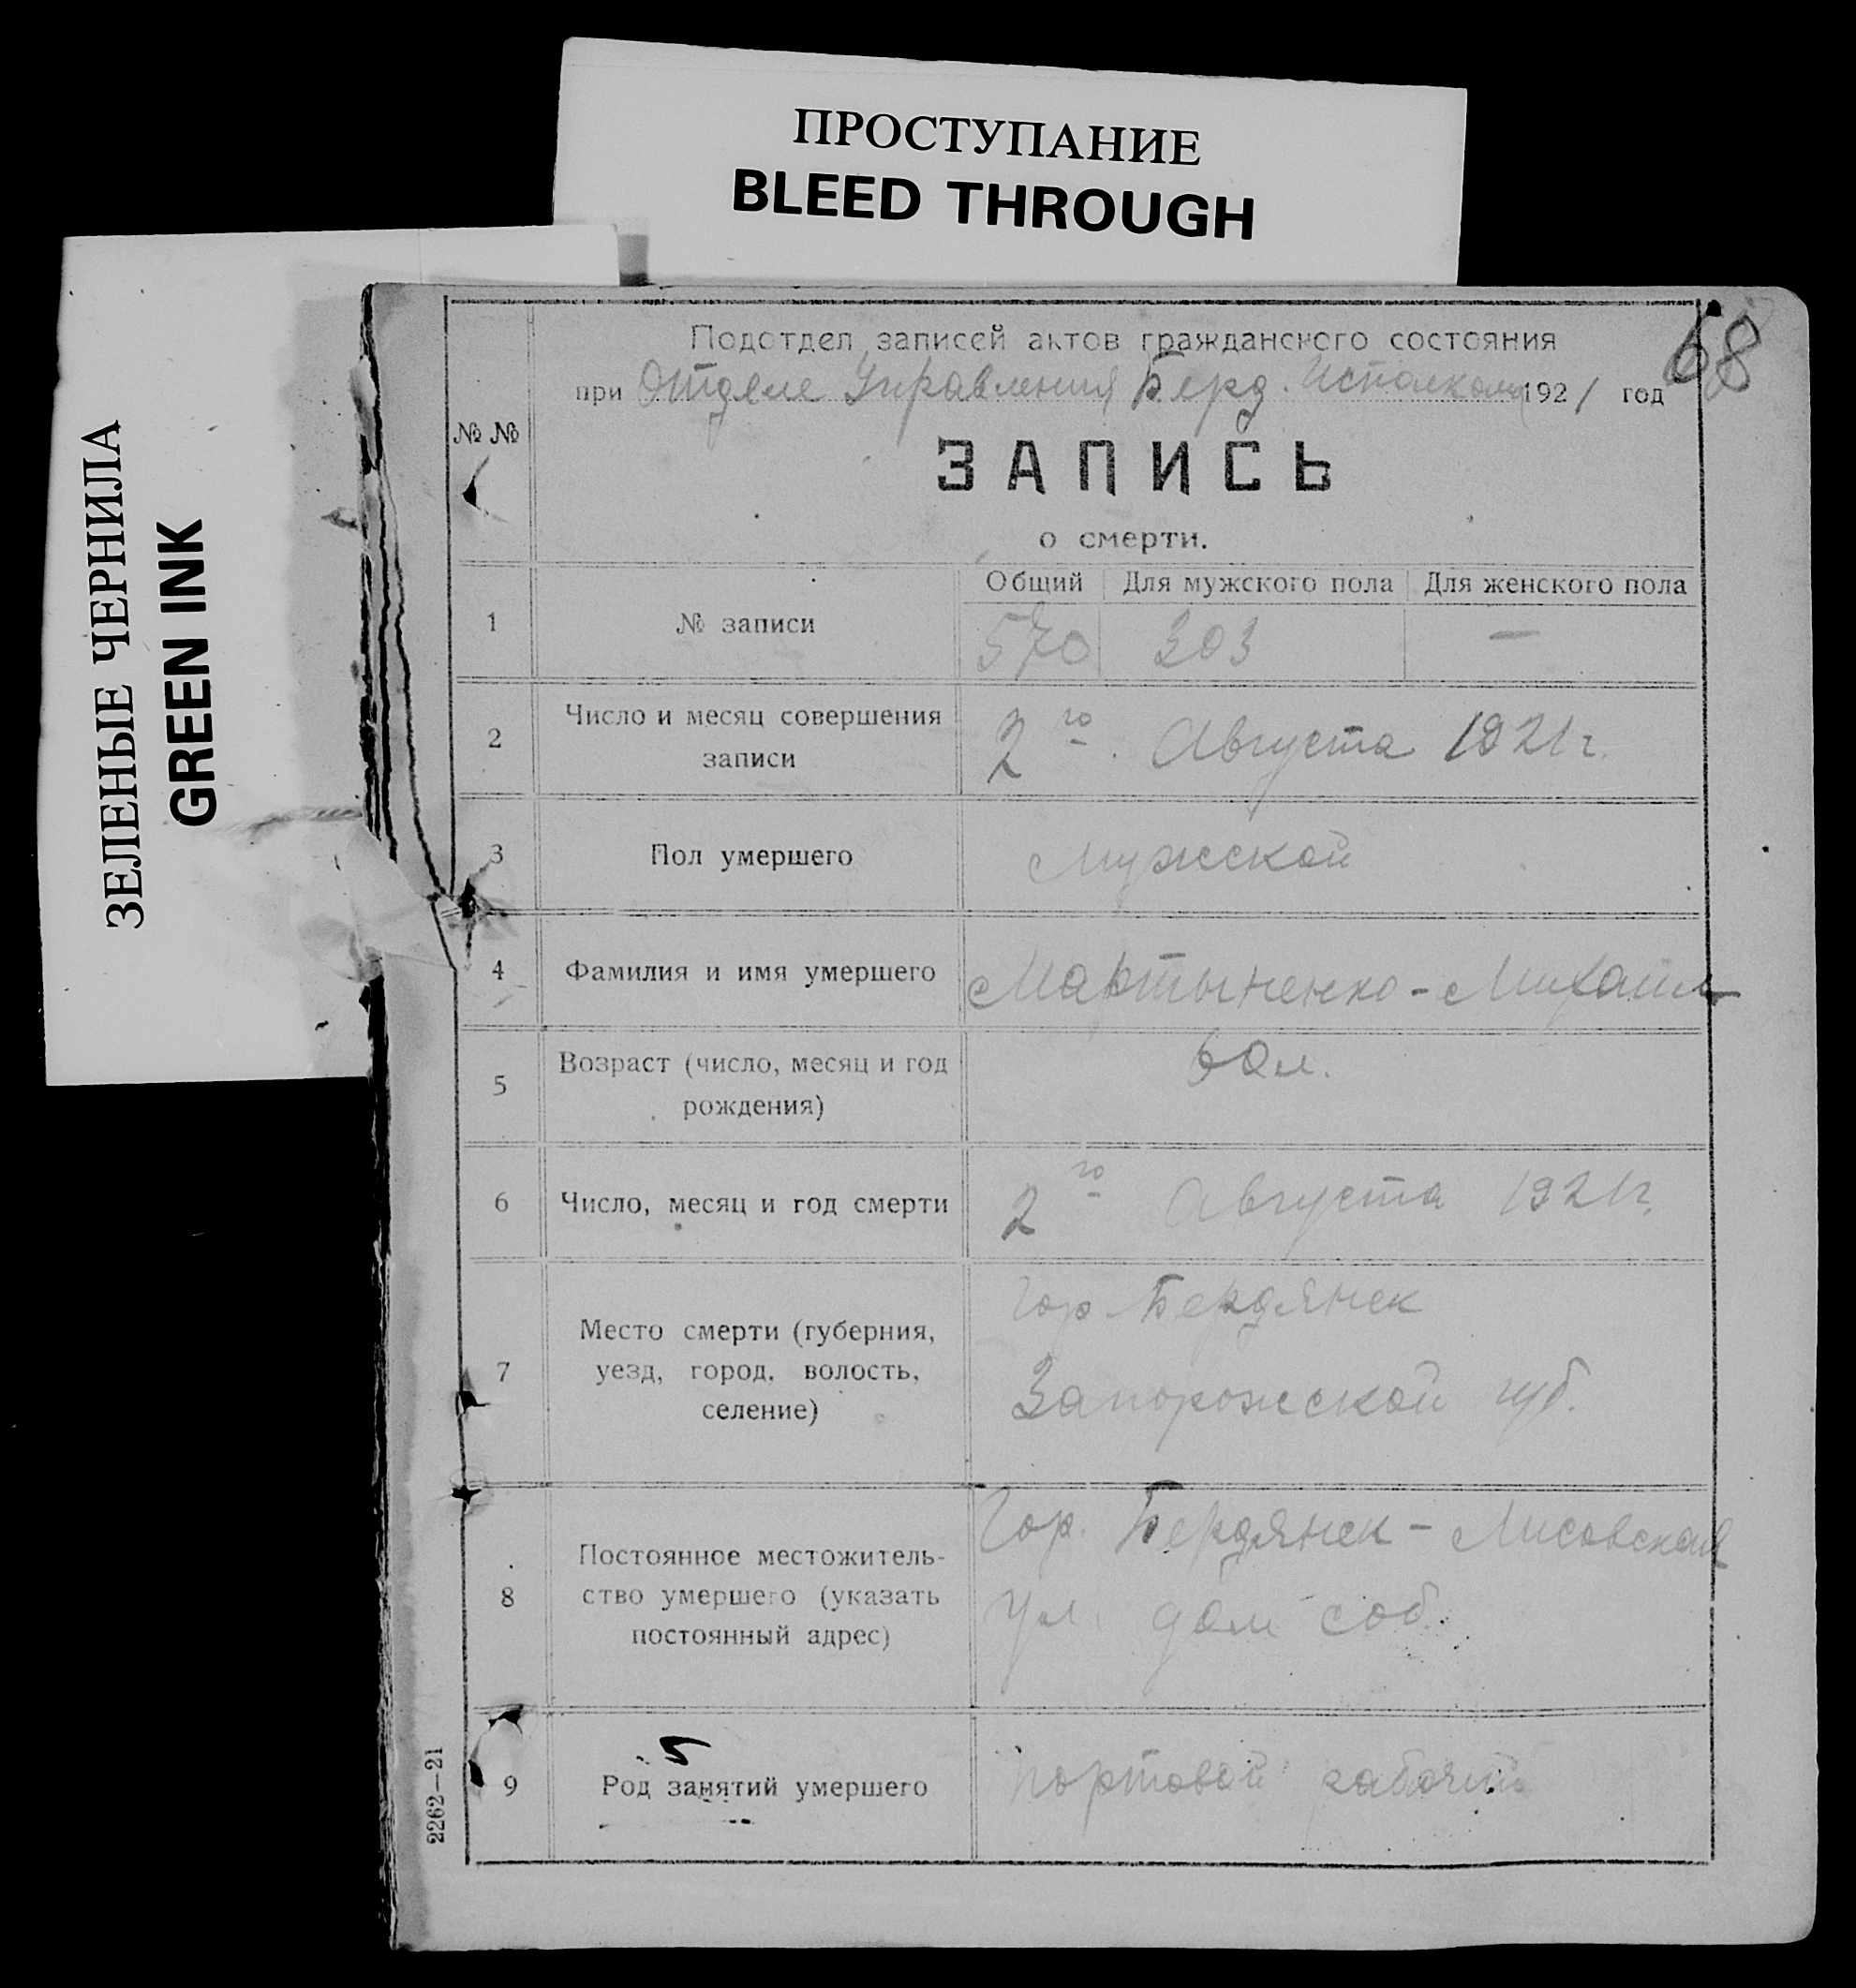 ПРОСТУПАНИЕ
BLEED THROUGH
ЗЕЛЕНЫЕ ЧЕРНИЛА
GREEN INK
68
Подотдел записей актов гражданского состояния
при Отделе Управления Берд. Исполкома 1921 год
№ №
ЗАПИСЬ
о смерти.
Общий Для мужского пола Для женского пола
1 № записи 570 303 —
2 Число и месяц совершения
записи
2го. Августа 1921 г.
3 Пол умершего Мужской
4 Фамилия и имя умершего Мартыненко - Михаил
5 Возраст (число, месяц и год
рождения)
60 л.
6 Число, месяц и год смерти 2го Августа 1921 г.
7 Место смерти (губерния,
уезд, город, волость,
селение)
Гор. Бердянск
Запорожской губ.
8 Постоянное местожитель-
ство умершего (указать
постоянный адрес)
Гор. Бердянск - Лисовская
ул. дом соб.
5
9 Род занятий умершего портовой рабочий
2262—21